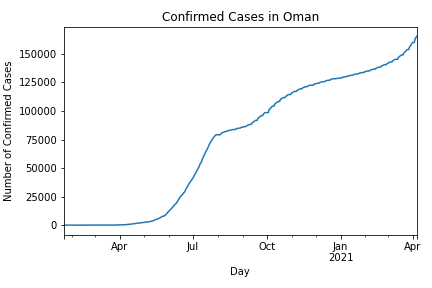 Confirmed Cases in Oman
Number of Confirmed Cases
150000
125000
100000
75000
50000
25000
0
Apr
Jul
Oct
Jan
2021
Apr
Day